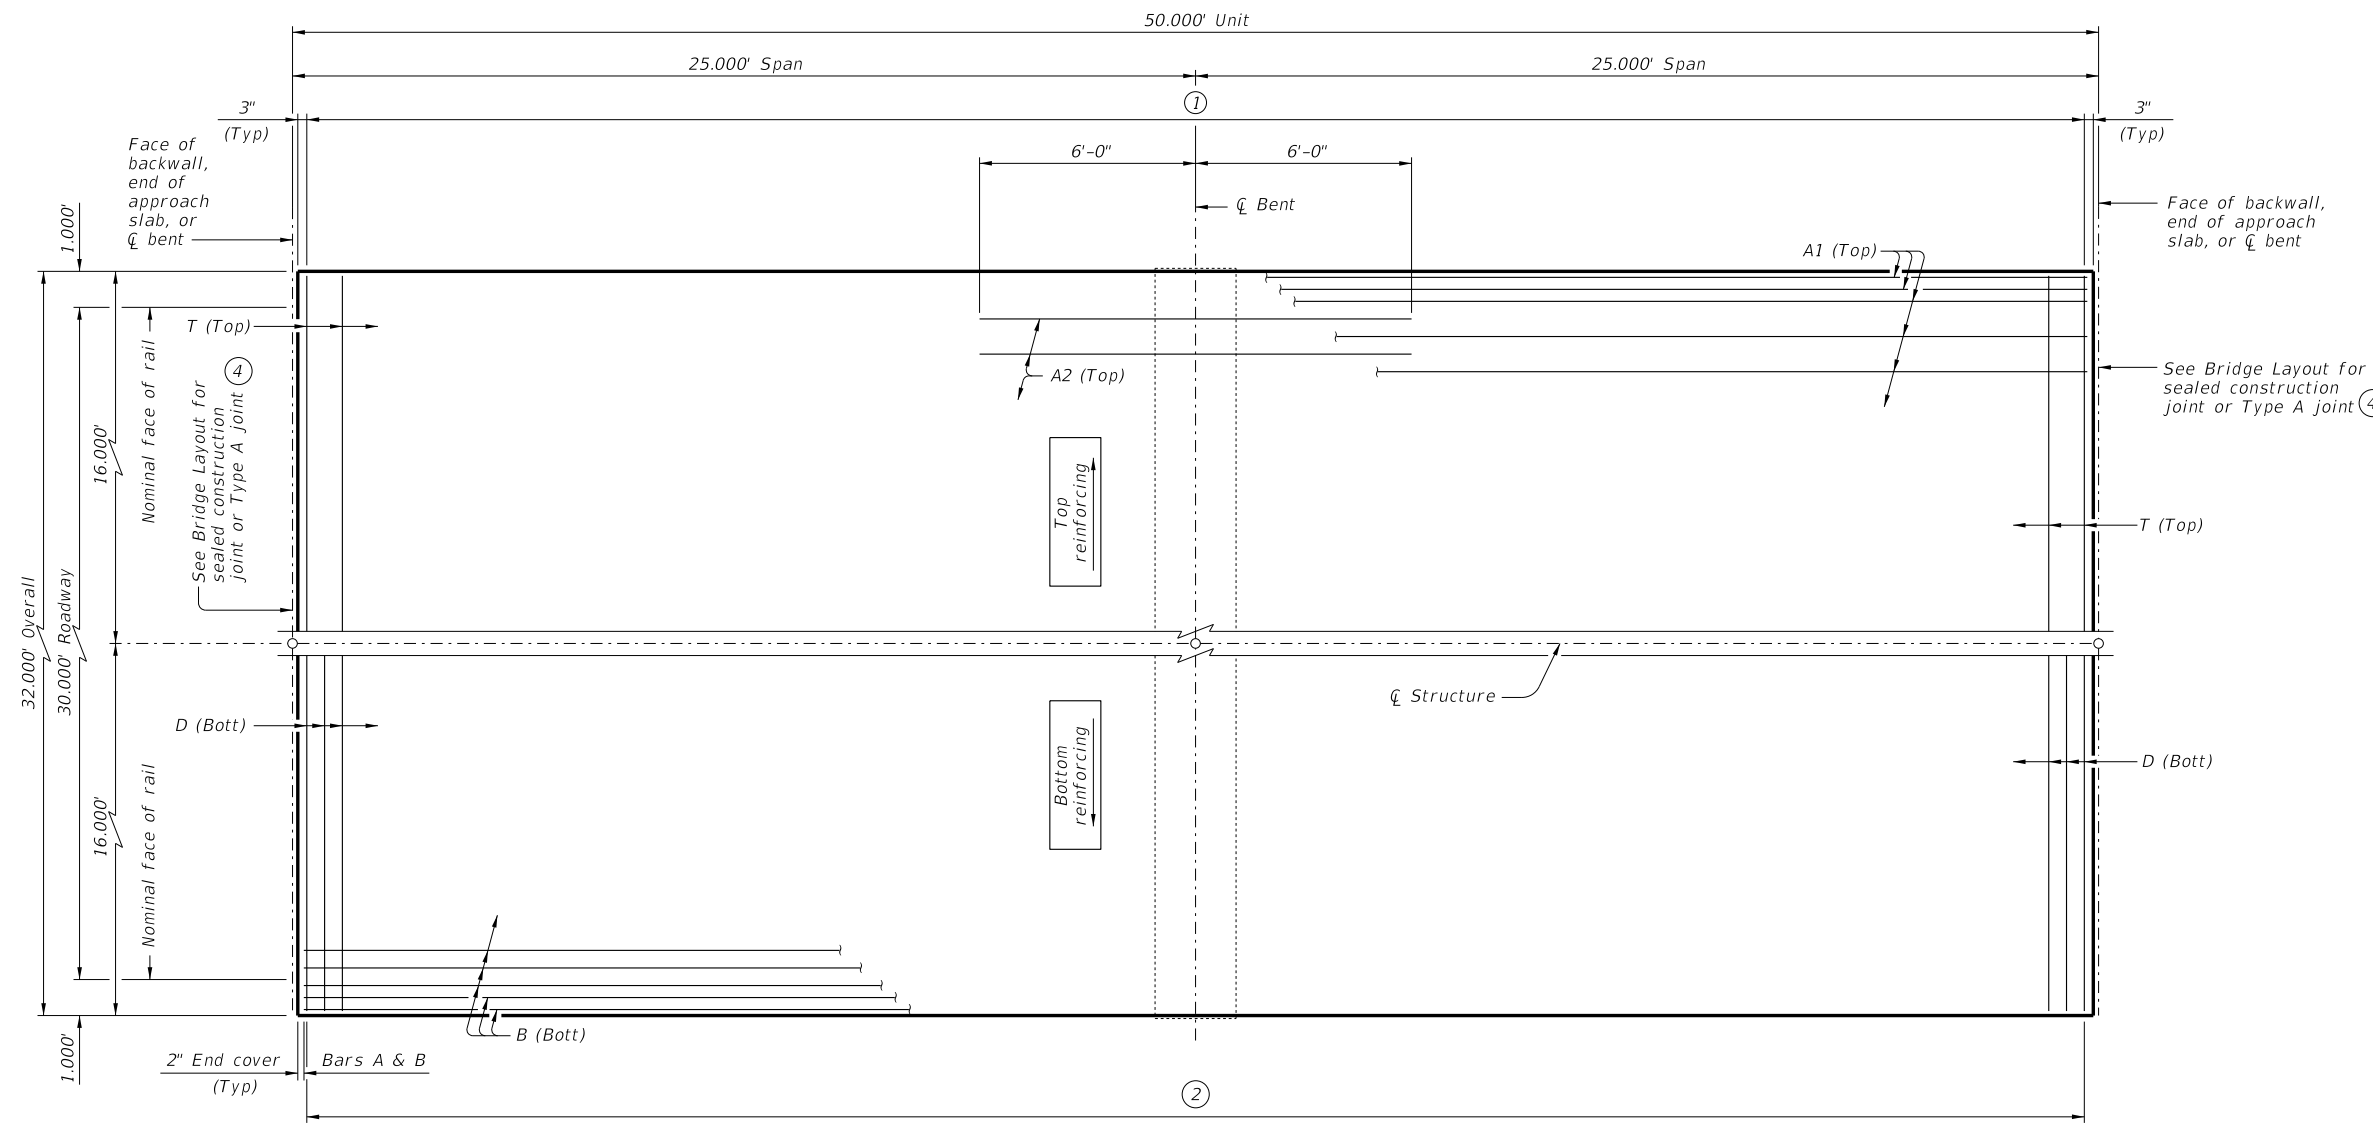 50.000' Unit
25.000' Span
25.000' Span
1
3"
(Typ)
3"
(Typ)
6'-0"
6'-0"
Face of
backwall,
end of
approach
slab, or
℄ bent
℄ Bent
Face of backwall,
end of approach
slab, or ℄ bent
1.000'
A1 (Top)
T (Top)
A2 (Top)
See Bridge Layout for
sealed construction
joint or Type A joint 4
See Bridge Layout for
sealed construction
joint or Type A joint
4
Nominal face of rail
16.000'
Top
reinforcing
T (Top)
32.000' Overall
30.000' Roadway
℄ Structure
D (Bott)
D (Bott)
Bottom
reinforcing
16.000'
Nominal face of rail
B (Bott)
1.000'
2" End cover
(Typ)
Bars A & B
2